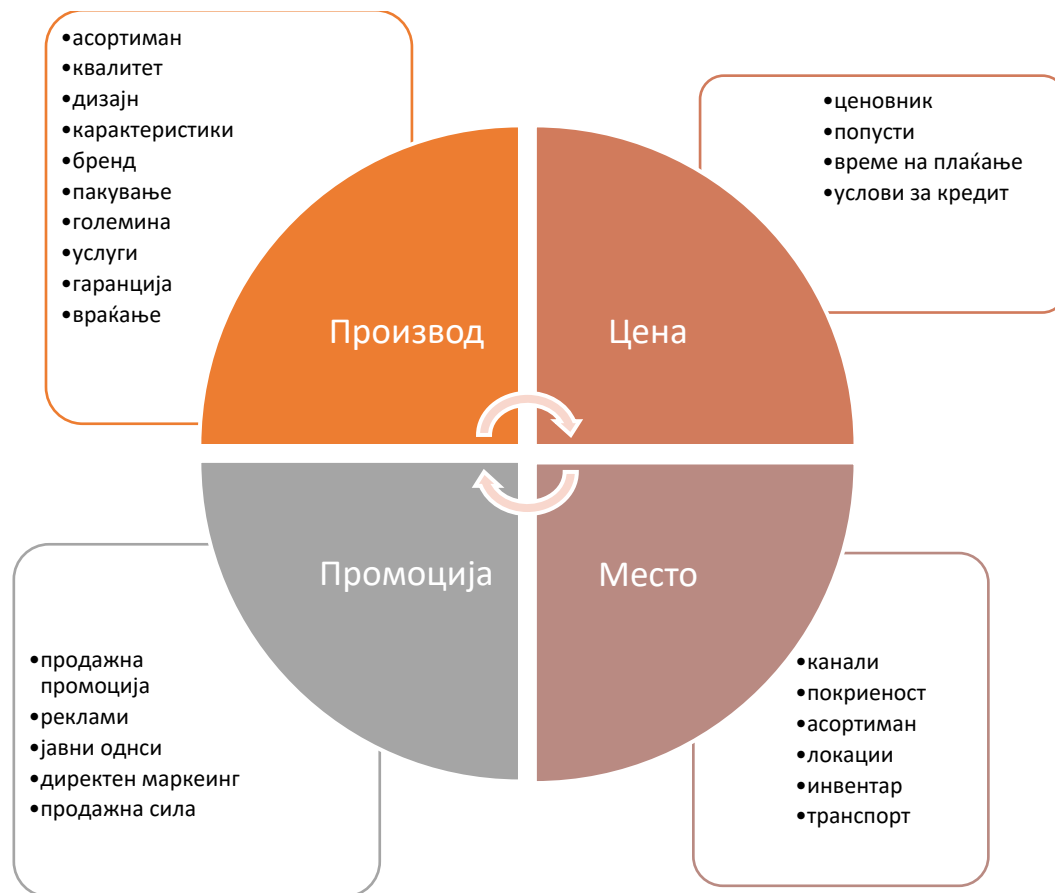 •асортиман
•квалитет
•дизајн
•карактеристики
•бренд
•пакување
•големина
•услуги
•гаранција
•враќање
•ценовник
•попусти
•време на плаќање
•услови за кредит
Производ
Цена
Промоција
Место
•продажна
промоција
•реклами
•јавни однси
•директен маркеинг
•продажна сила
•канали
•покриеност
•асортиман
•локации
•инвентар
•транспорт